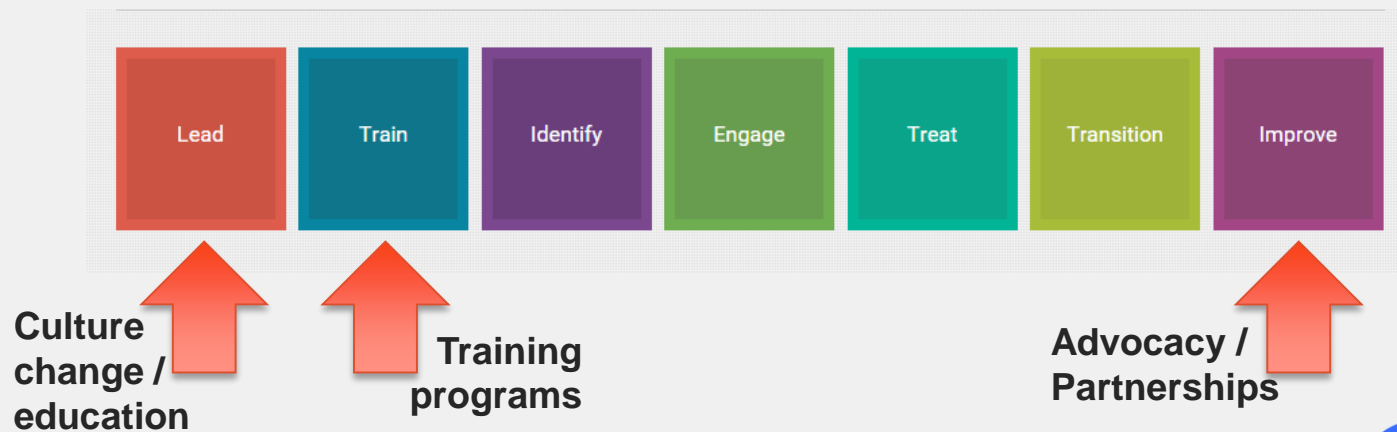 Lead Train Identify Engage Treat Transition Improve
Culture
change /
education
Training
programs
Advocacy /
Partnerships